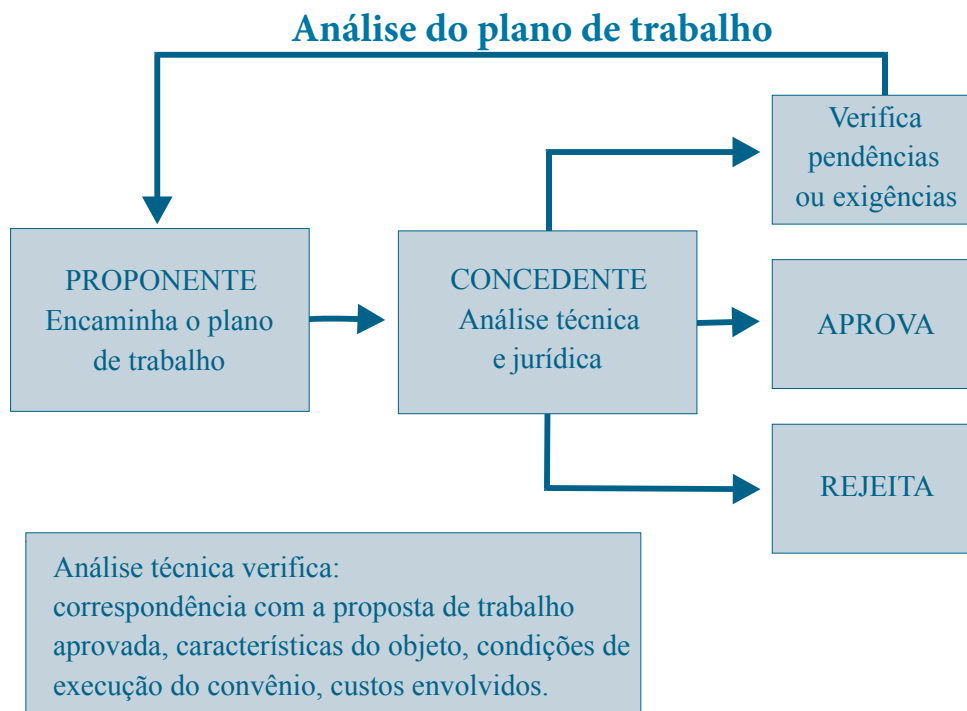 Análise do plano de trabalho
Verifica
pendências
ou exigências
PROPONENTE
Encaminha o plano
de trabalho
CONCEDENTE
Análise técnica
e jurídica
APROVA
REJEITA
Análise técnica verifica:
correspondência com a proposta de trabalho
aprovada, características do objeto, condições de
execução do convênio, custos envolvidos.